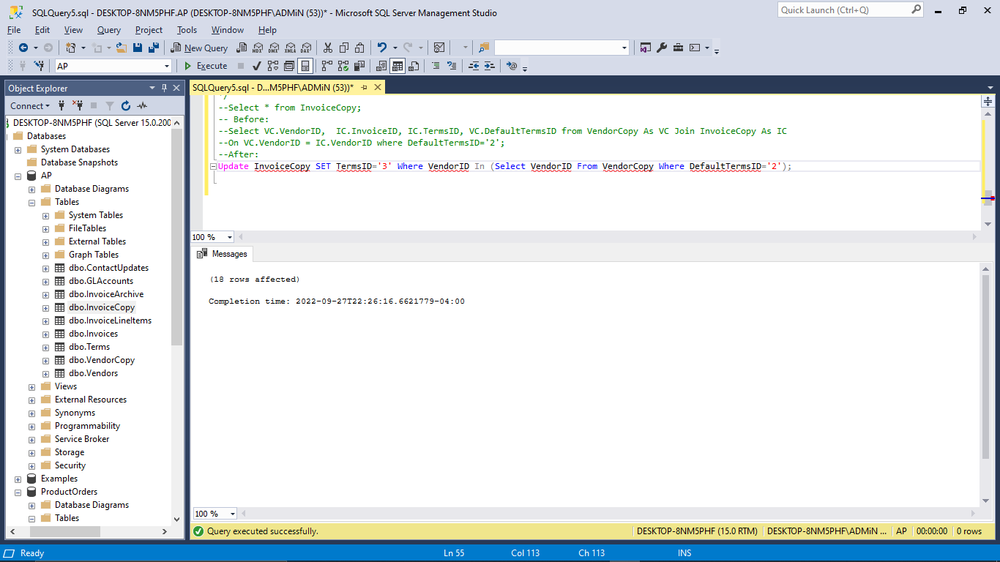 SQLQuery5.sql - DESKTOP-8NM5PHF.AP (DESKTOP-8NM5PHF\ADMiN (53))* - Microsoft SQL Server Management Studio
Quick Launch (Ctrl+Q)
File Edit View Query Project Tools Window Help
New Query MDX DMX XMLA DAX
AP Execute
Object Explorer
Connect
DESKTOP-8NM5PHF (SQL Server 15.0.200
Databases
System Databases
Database Snapshots
AP
Database Diagrams
Tables
System Tables
FileTables
External Tables
Graph Tables
dbo.ContactUpdates
dbo.GLAccounts
dbo.InvoiceArchive
dbo.InvoiceCopy
dbo.InvoiceLineItems
dbo.Invoices
dbo.Terms
dbo.VendorCopy
dbo.Vendors
Views
External Resources
Synonyms
Programmability
Service Broker
Storage
Security
Examples
ProductOrders
Database Diagrams
Tables
SQLQuery5.sql - D...M5PHF\ADMiN (53))*
*/
--Select * from InvoiceCopy;
-- Before:
--Select VC.VendorID,  IC.InvoiceID, IC.TermsID, VC.DefaultTermsID from VendorCopy As VC Join InvoiceCopy As IC
--On VC.VendorID = IC.VendorID where DefaultTermsID='2';
--After:
Update InvoiceCopy SET TermsID='3' Where VendorID In (Select VendorID From VendorCopy Where DefaultTermsID='2');
100 %
Messages
(18 rows affected)
Completion time: 2022-09-27T22:26:16.6621779-04:00
100 %
Query executed successfully. DESKTOP-8NM5PHF (15.0 RTM) DESKTOP-8NM5PHF\ADMiN ... AP 00:00:00 0 rows
Ready Ln 55 Col 113 Ch 113 INS